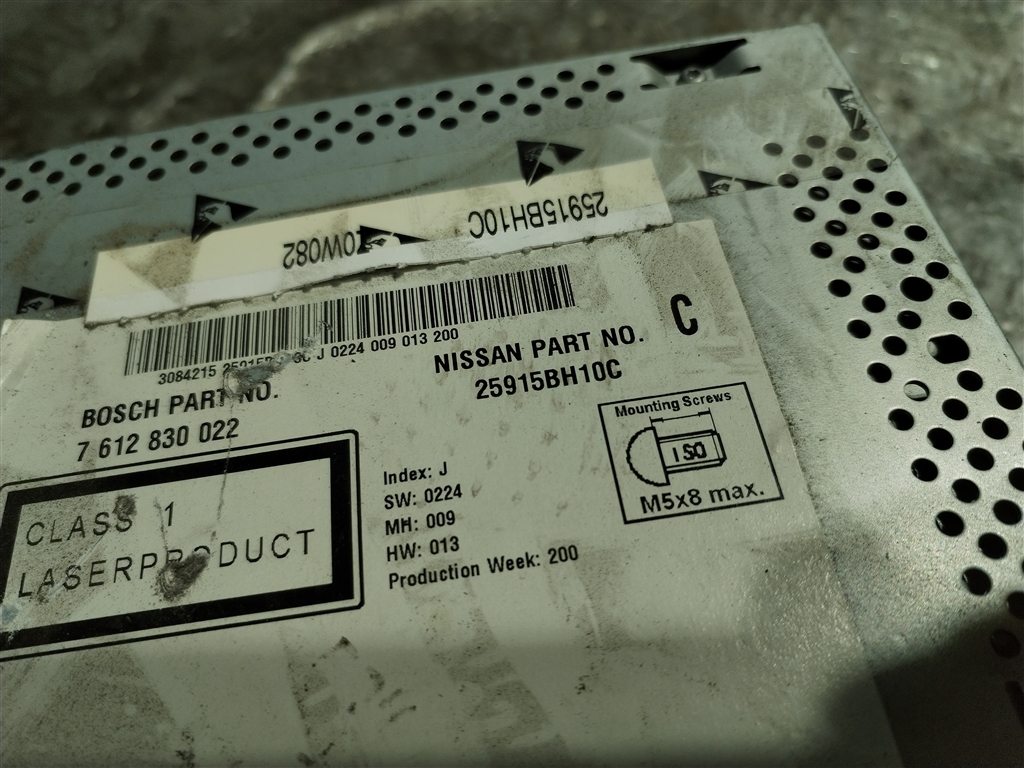 25915BH10C
0W082
3084215 J 0224 009 013 200
C
BOSCH PART NO.
7 612 830 022
NISSAN PART NO.
25915BH10C
CLASS 1
LASERPRODUCT
Index: J
SW: 0224
MH: 009
HW: 013
Production Week: 200
Mounting Screws
ISO
M5x8 max.